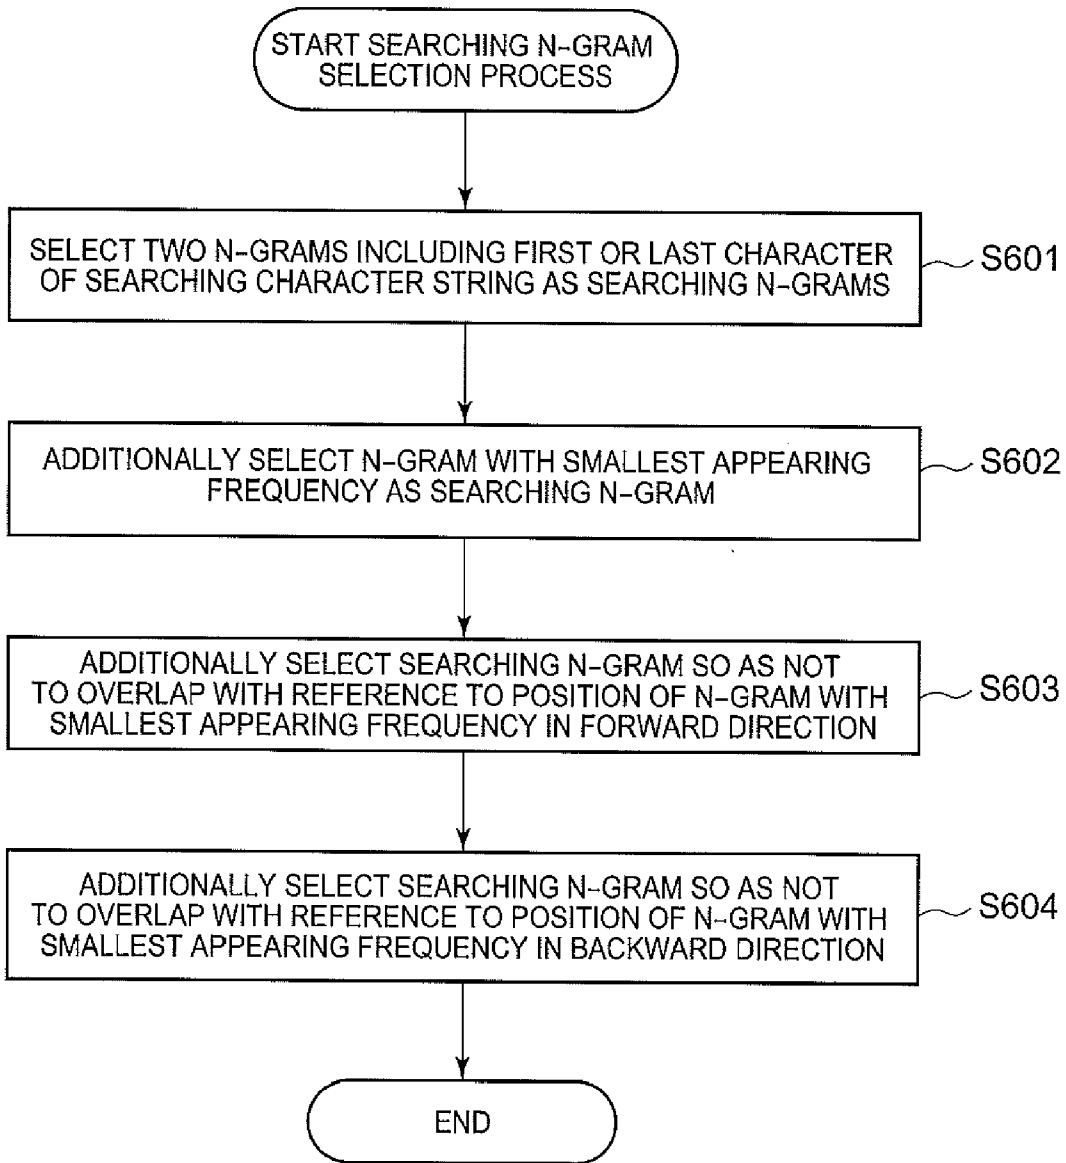 START SEARCHING N-GRAM
SELECTION PROCESS
SELECT TWO N-GRAMS INCLUDING FIRST OR LAST CHARACTER
OF SEARCHING CHARACTER STRING AS SEARCHING N-GRAMS
S601
ADDITIONALLY SELECT N-GRAM WITH SMALLEST APPEARING
FREQUENCY AS SEARCHING N-GRAM
S602
ADDITIONALLY SELECT SEARCHING N-GRAM SO AS NOT
TO OVERLAP WITH REFERENCE TO POSITION OF N-GRAM WITH
SMALLEST APPEARING FREQUENCY IN FORWARD DIRECTION
S603
ADDITIONALLY SELECT SEARCHING N-GRAM SO AS NOT
TO OVERLAP WITH REFERENCE TO POSITION OF N-GRAM WITH
SMALLEST APPEARING FREQUENCY IN BACKWARD DIRECTION
S604
END